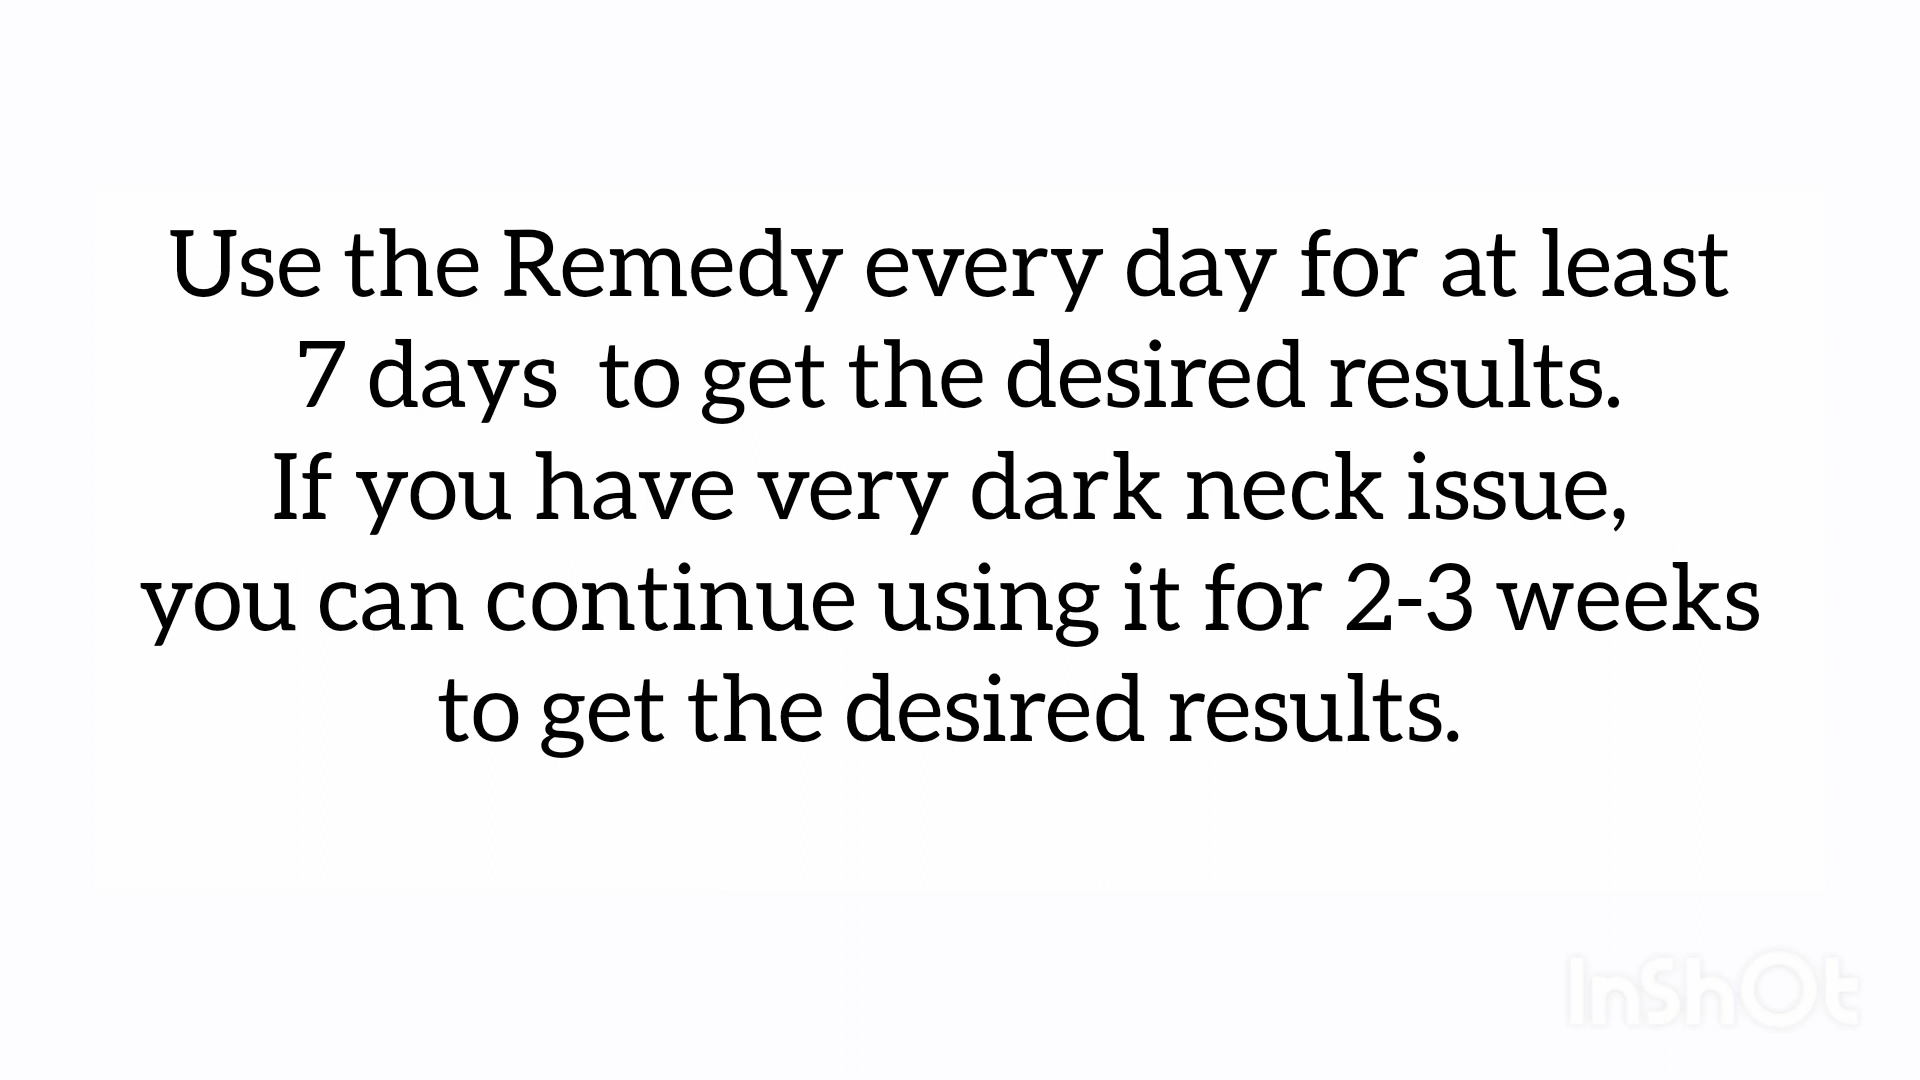 Use the Remedy every day for at least
7 days  to get the desired results.
If you have very dark neck issue,
you can continue using it for 2-3 weeks
to get the desired results.
InShOt